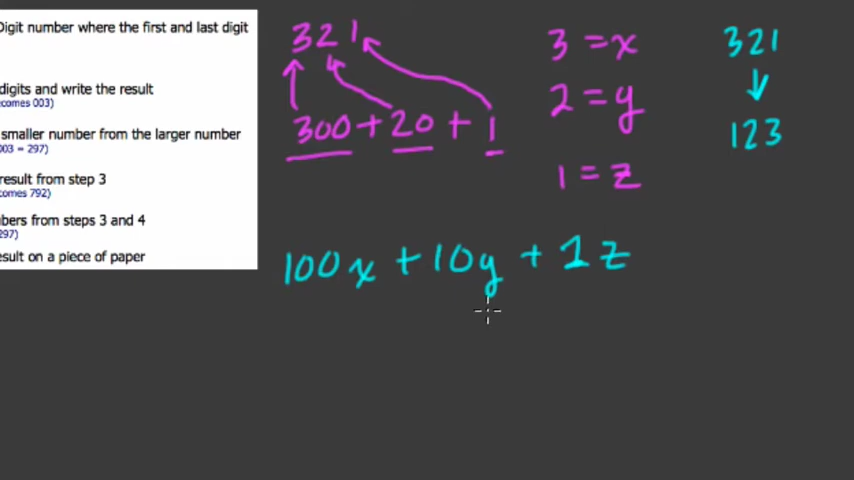 Digit number where the first and last digit
digits and write the result
comes 003)
smaller number from the larger number
003 = 297)
result from step 3
comes 792)
bers from steps 3 and 4
297)
sult on a piece of paper
321
300 + 20 + 1
3 = x
2 = y
1 = z
321
123
100x + 10y + 1z